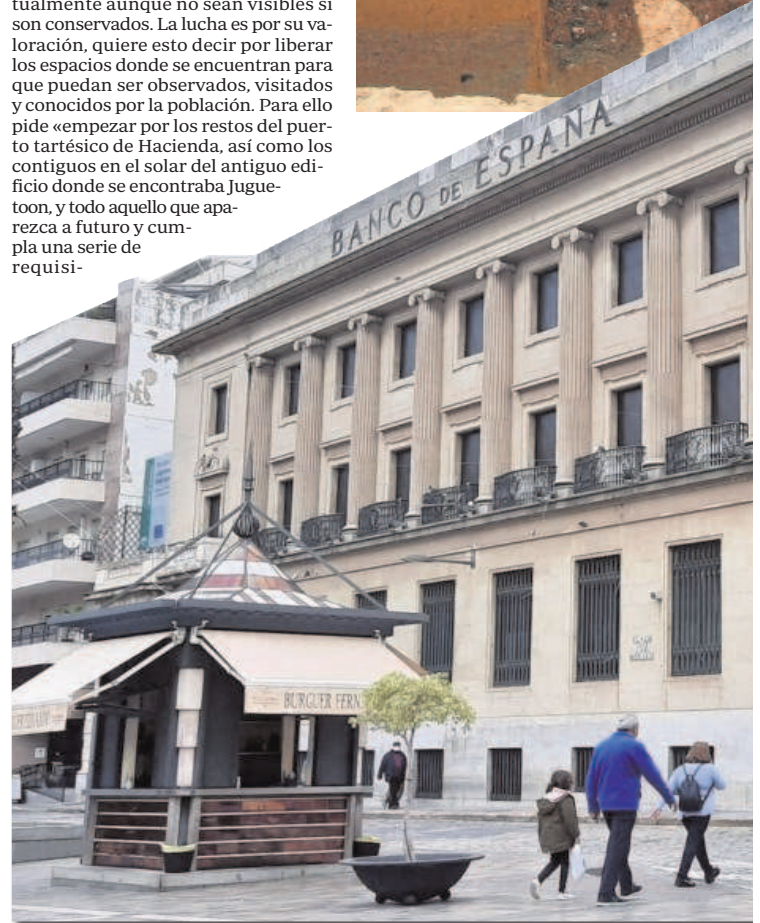 tualmente aunque no sean visibles sí
son conservados. La lucha es por su va-
loración, quiere esto decir por liberar
los espacios donde se encuentran para
que puedan ser observados, visitados
y conocidos por la población. Para ello
pide «empezar por los restos del puer-
to tartésico de Hacienda, así como los
contiguos en el solar del antiguo edi-
ficio donde se encontraba Jugue-
toon, y todo aquello que apa-
rezca a futuro y cum-
pla una serie de
requisi-
BANCO DE ESPAÑA
BURGUER FERN